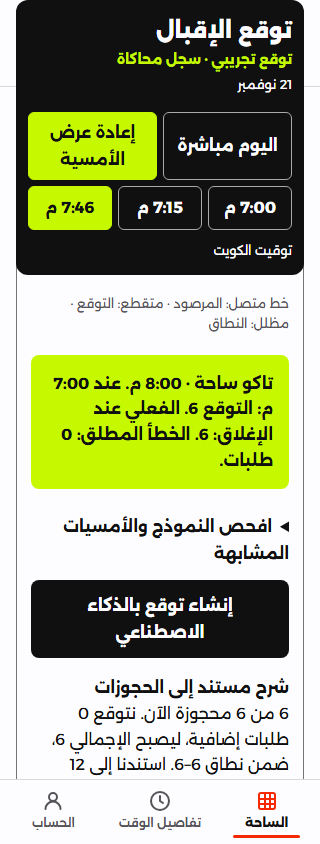 توقع الإقبال
توقع تجريبي · سجل محاكاة
21 نوفمبر
اليوم مباشرة
إعادة عرض
الأمسية
7:00 م
7:15 م
7:46 م
توقيت الكويت
خط متصل: المرصود · متقطع: التوقع ·
مظلل: النطاق
تاكو ساحة · 8:00 م. عند 7:00
م: التوقع 6. الفعلي عند
الإغلاق: 6. الخطأ المطلق: 0
طلبات.
◀ افحص النموذج والأمسيات
المشابهة
إنشاء توقع بالذكاء
الاصطناعي
شرح مستند إلى الحجوزات
6 من 6 محجوزة الآن. نتوقع 0
طلبات إضافية، ليصبح الإجمالي 6،
ضمن نطاق 6–6. استندنا إلى 12
الساحة
تفاصيل الوقت
الحساب